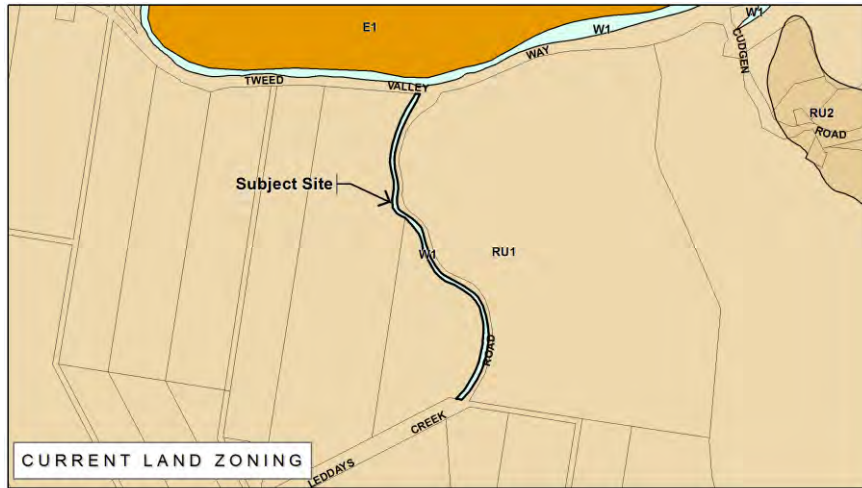 E1
W1
W1
CUDGEN
ROAD
TWEED
VALLEY
WAY
RU2
Subject Site
W1
RU1
LEDDAYS
CREEK
ROAD
CURRENT LAND ZONING